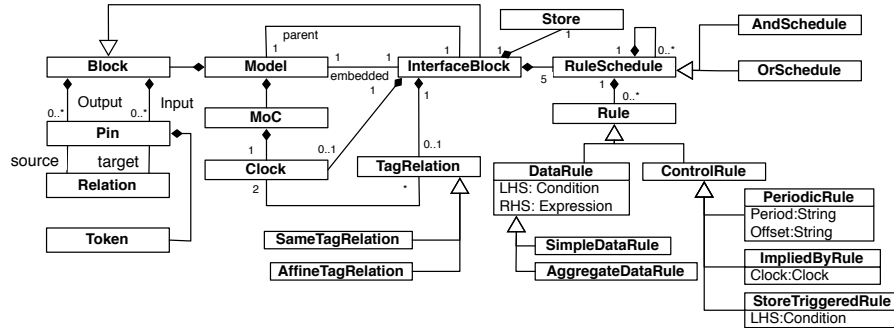 Store
1
AndSchedule
parent
1
1
1
1
0..*
Block
Model
1
1
InterfaceBlock
RuleSchedule
OrSchedule
embedded
1
1
5
1
Output
Input
0..*
0..*
MoC
0..*
Rule
Pin
1
0..1
0..1
source
target
Clock
TagRelation
DataRule
ControlRule
Relation
2
*
LHS: Condition
RHS: Expression
PeriodicRule
Period:String
Offset:String
Token
SameTagRelation
SimpleDataRule
ImpliedByRule
Clock:Clock
AffineTagRelation
AggregateDataRule
StoreTriggeredRule
LHS:Condition